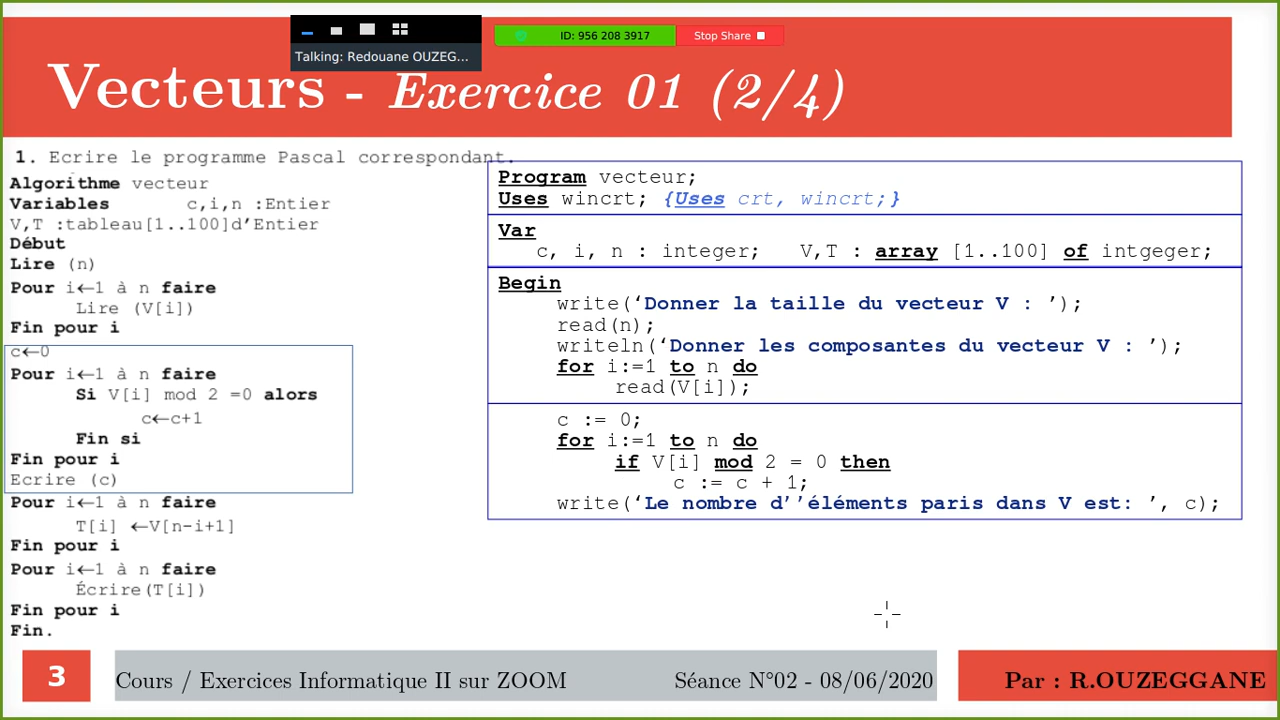 Talking: Redouane OUZEG...
ID: 956 208 3917
Stop Share
Vecteurs - Exercice 01 (2/4)
1. Ecrire le programme Pascal correspondant.
Algorithme vecteur
Variables c,i,n :Entier
V,T :tableau[1..100]d'Entier
Début
Lire (n)
Pour i←1 à n faire
Lire (V[i])
Fin pour i
c←0
Pour i←1 à n faire
Si V[i] mod 2 =0 alors
c←c+1
Fin si
Fin pour i
Ecrire (c)
Pour i←1 à n faire
T[i] ←V[n-i+1]
Fin pour i
Pour i←1 à n faire
Écrire(T[i])
Fin pour i
Fin.
Program vecteur;
Uses wincrt; {Uses crt, wincrt;}
Var
c, i, n : integer; V,T : array [1..100] of intgeger;
Begin
write(‘Donner la taille du vecteur V : ’);
read(n);
writeln(‘Donner les composantes du vecteur V : ’);
for i:=1 to n do
read(V[i]);
c := 0;
for i:=1 to n do
if V[i] mod 2 = 0 then
c := c + 1;
write(‘Le nombre d’’éléments paris dans V est: ’, c);
3
Cours / Exercices Informatique II sur ZOOM
Séance N°02 - 08/06/2020
Par : R.OUZEGGANE